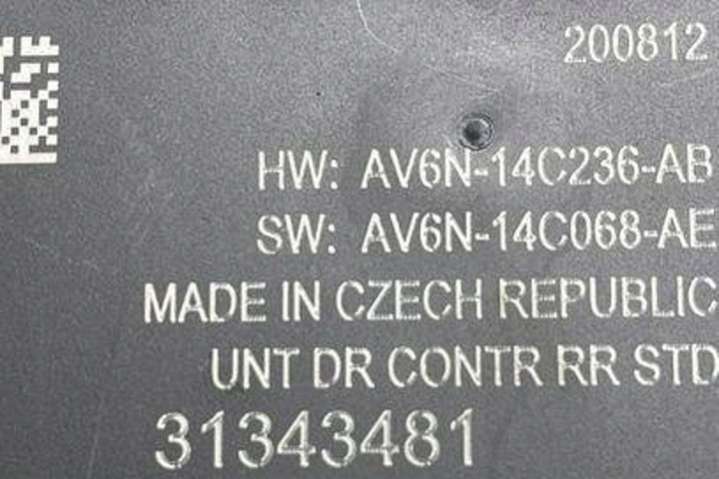 200812
HW: AV6N-14C236-AB
SW: AV6N-14C068-AE
MADE IN CZECH REPUBLIC
UNT DR CONTR RR STD
31343481